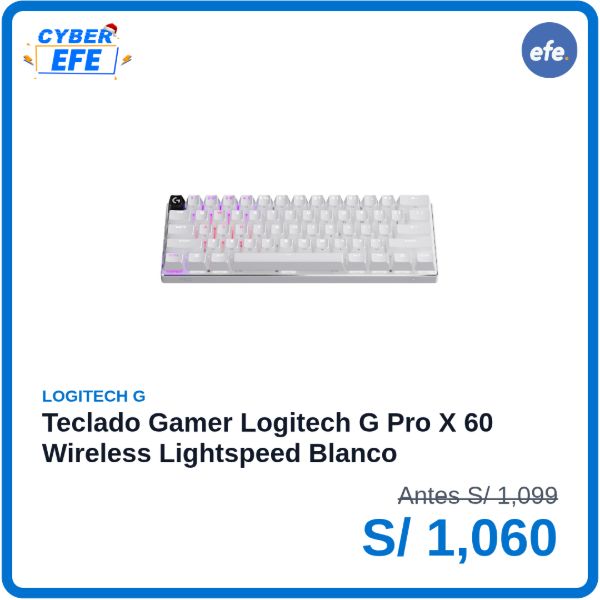 CYBER
EFE
efe.
LOGITECH G
Teclado Gamer Logitech G Pro X 60
Wireless Lightspeed Blanco
Antes S/ 1,099
S/ 1,060